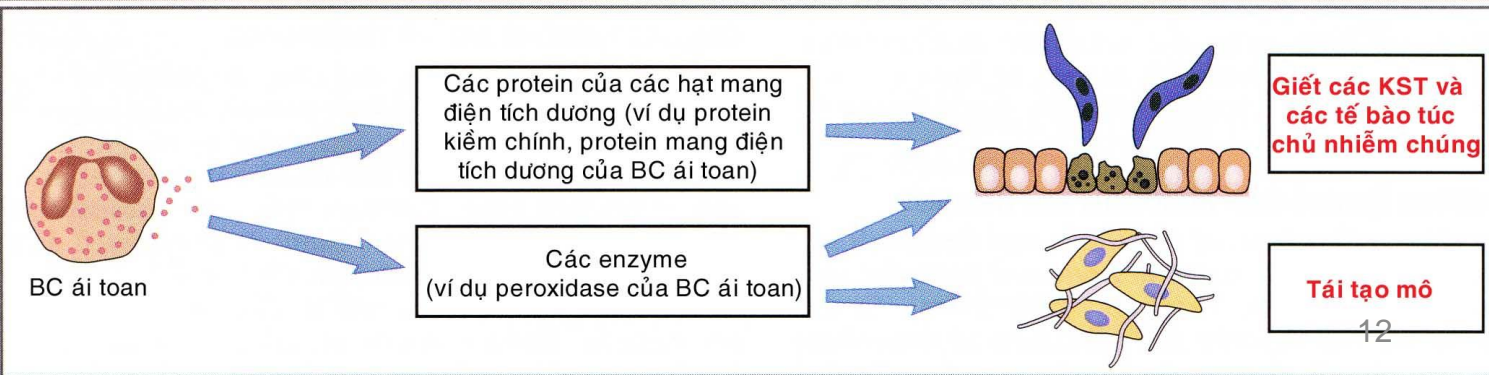 BC ái toan
Các protein của các hạt mang
điện tích dương (ví dụ protein
kiềm chính, protein mang điện
tích dương của BC ái toan)
Các enzyme
(ví dụ peroxidase của BC ái toan)
Giết các KST và
các tế bào túc
chủ nhiễm chúng
Tái tạo mô
12